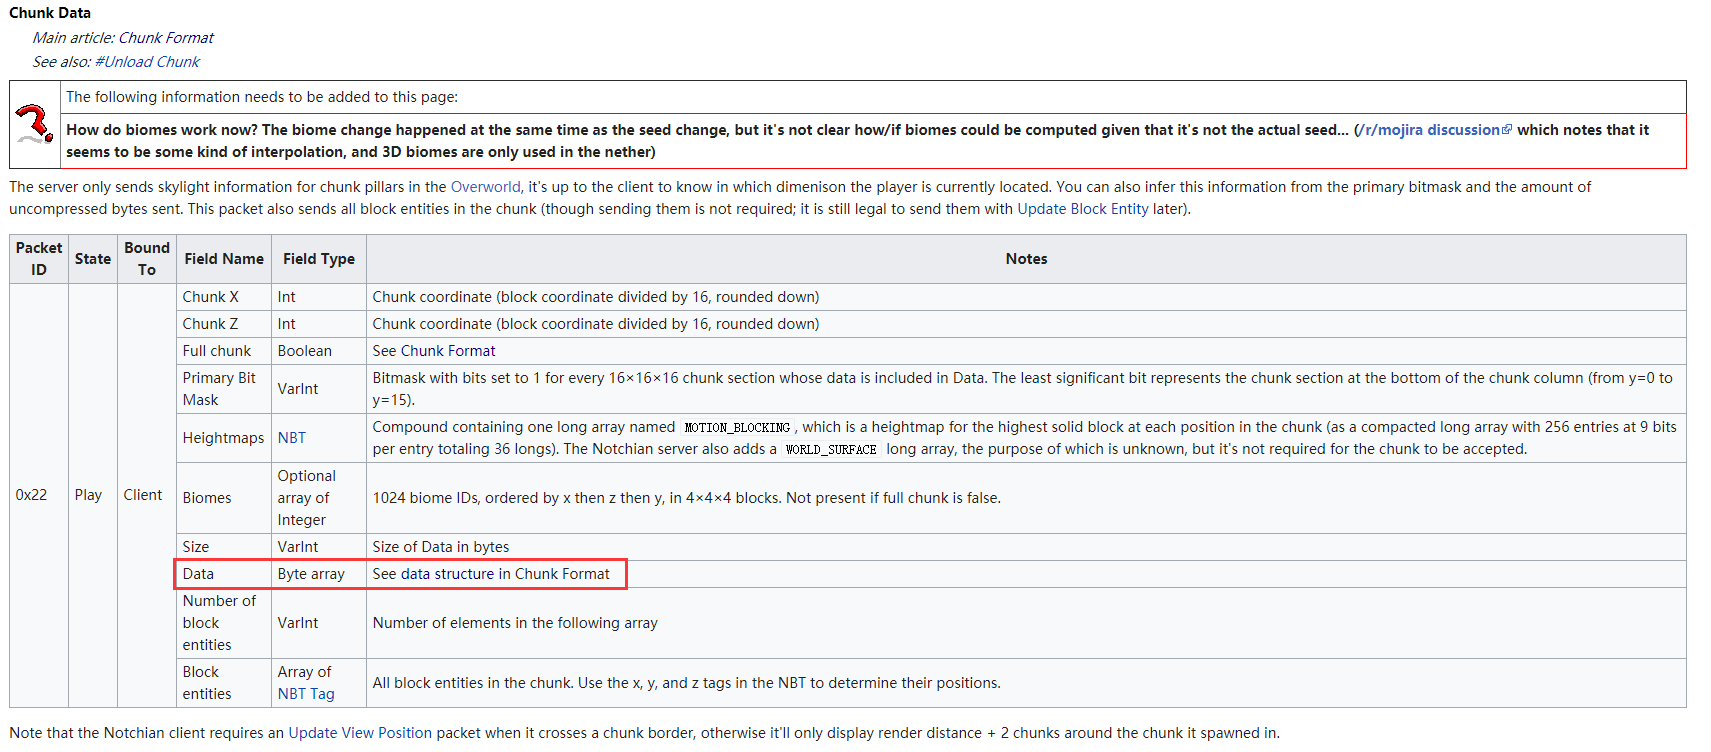 Chunk Data
Main article: Chunk Format
See also: #Unload Chunk
The following information needs to be added to this page:
How do biomes work now? The biome change happened at the same time as the seed change, but it's not clear how/if biomes could be computed given that it's not the actual seed... (/r/mojira discussion which notes that it
seems to be some kind of interpolation, and 3D biomes are only used in the nether)
The server only sends skylight information for chunk pillars in the Overworld, it's up to the client to know in which dimenison the player is currently located. You can also infer this information from the primary bitmask and the amount of
uncompressed bytes sent. This packet also sends all block entities in the chunk (though sending them is not required; it is still legal to send them with Update Block Entity later).
Packet ID State Bound To Field Name Field Type Notes
0x22 Play Client
Chunk X Int Chunk coordinate (block coordinate divided by 16, rounded down)
Chunk Z Int Chunk coordinate (block coordinate divided by 16, rounded down)
Full chunk Boolean See Chunk Format
Primary Bit Mask VarInt Bitmask with bits set to 1 for every 16×16×16 chunk section whose data is included in Data. The least significant bit represents the chunk section at the bottom of the chunk column (from y=0 to
y=15).
Heightmaps NBT Compound containing one long array named MOTION_BLOCKING, which is a heightmap for the highest solid block at each position in the chunk (as a compacted long array with 256 entries at 9 bits
per entry totaling 36 longs). The Notchian server also adds a WORLD_SURFACE long array, the purpose of which is unknown, but it's not required for the chunk to be accepted.
Biomes Optional array of Integer 1024 biome IDs, ordered by x then z then y, in 4×4×4 blocks. Not present if full chunk is false.
Size VarInt Size of Data in bytes
Data Byte array See data structure in Chunk Format
Number of block entities VarInt Number of elements in the following array
Block entities Array of NBT Tag All block entities in the chunk. Use the x, y, and z tags in the NBT to determine their positions.
Note that the Notchian client requires an Update View Position packet when it crosses a chunk border, otherwise it'll only display render distance + 2 chunks around the chunk it spawned in.